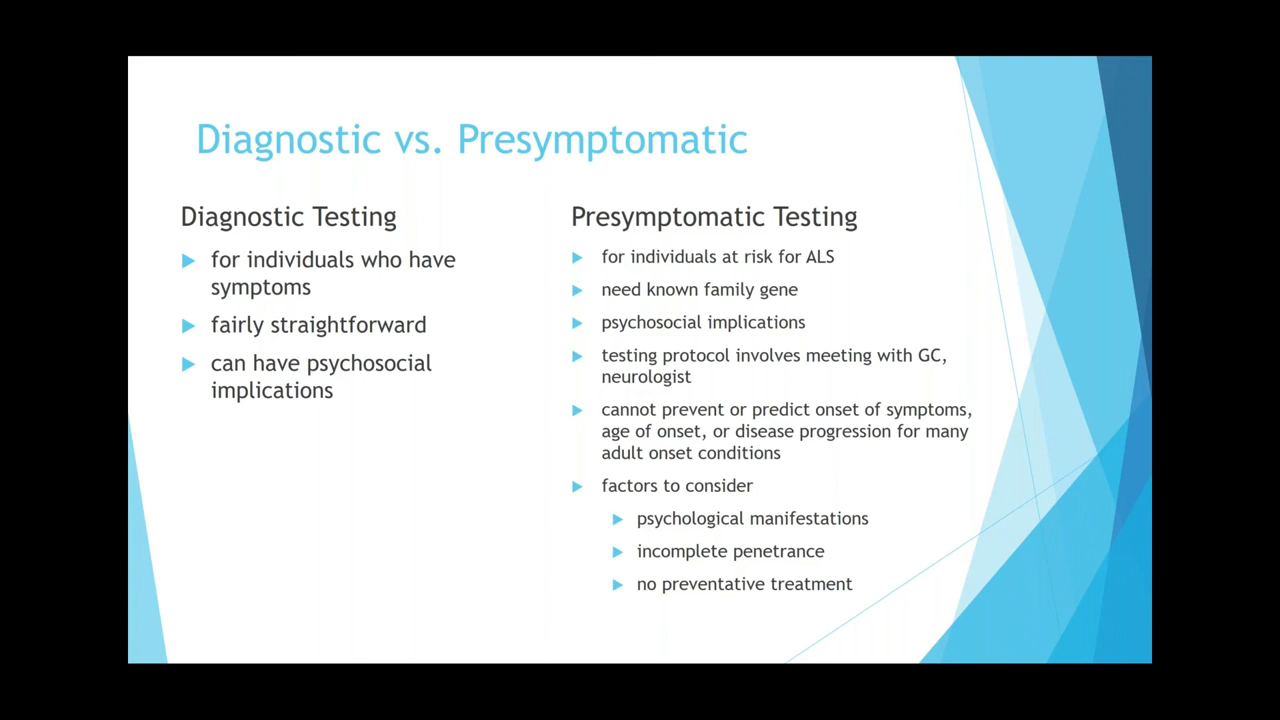 Diagnostic vs. Presymptomatic
Diagnostic Testing
for individuals who have
symptoms
fairly straightforward
can have psychosocial
implications
Presymptomatic Testing
for individuals at risk for ALS
need known family gene
psychosocial implications
testing protocol involves meeting with GC,
neurologist
cannot prevent or predict onset of symptoms,
age of onset, or disease progression for many
adult onset conditions
factors to consider
psychological manifestations
incomplete penetrance
no preventative treatment